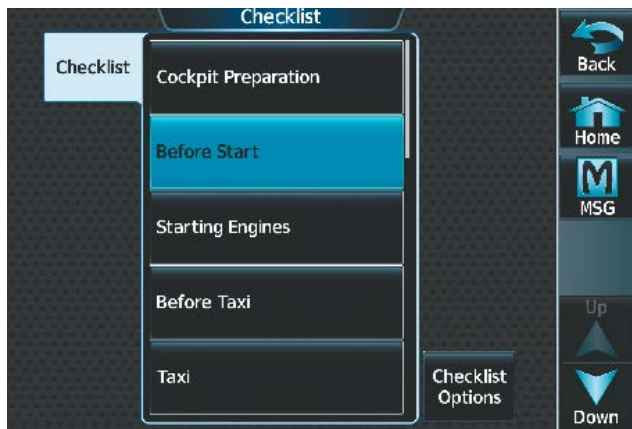 Checklist
Checklist
Cockpit Preparation
Before Start
Starting Engines
Before Taxi
Taxi
Checklist
Options
Back
Home
MSG
Up
Down